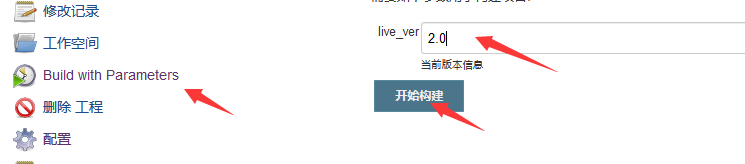 修改记录
工作空间
Build with Parameters
删除 工程
配置
live_ver
2.0
当前版本信息
开始构建